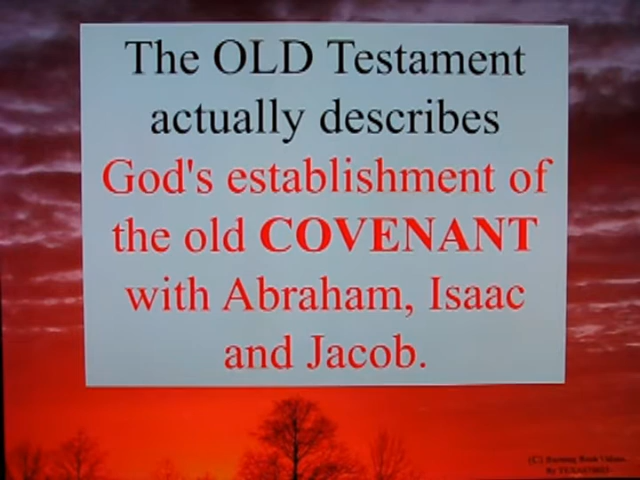 The OLD Testament
actually describes
God's establishment of
the old COVENANT
with Abraham, Isaac
and Jacob.